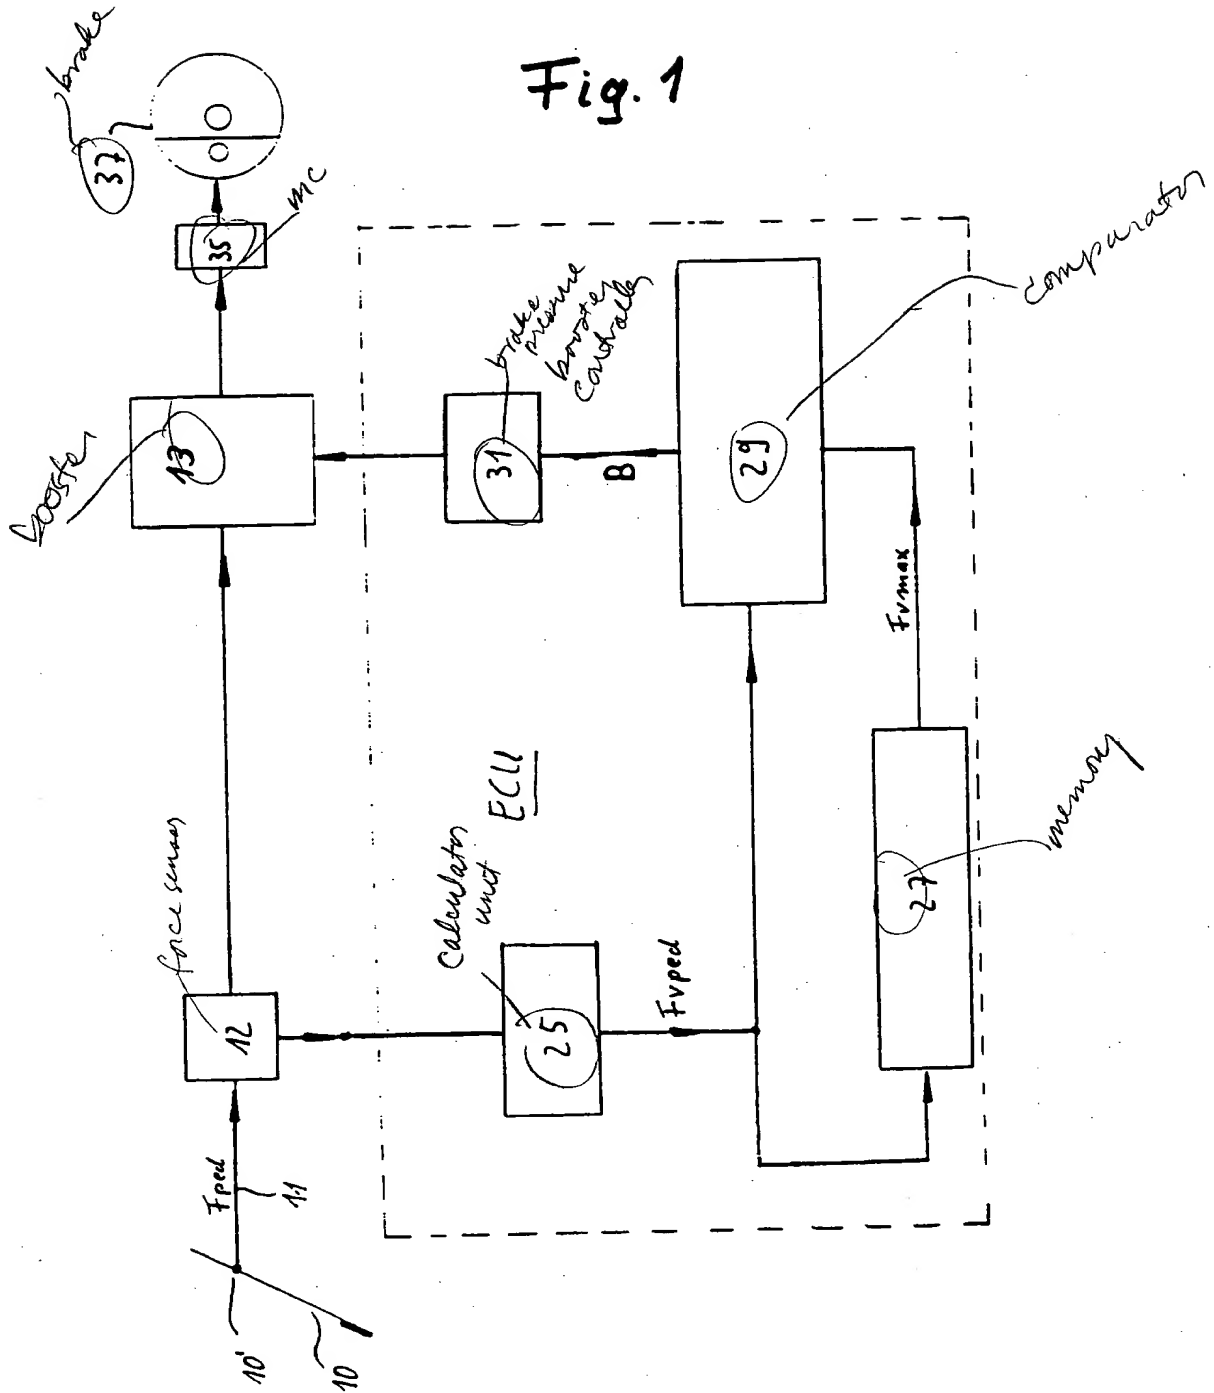 Fig. 1
brake
37
35
mc
booster
13
brake
pressure
booster
controller
31
B
29
comparator
Fvmax
force sensor
12
ECU
calculator
unit
25
Fvped
27
memory
Fped
11
10'
10